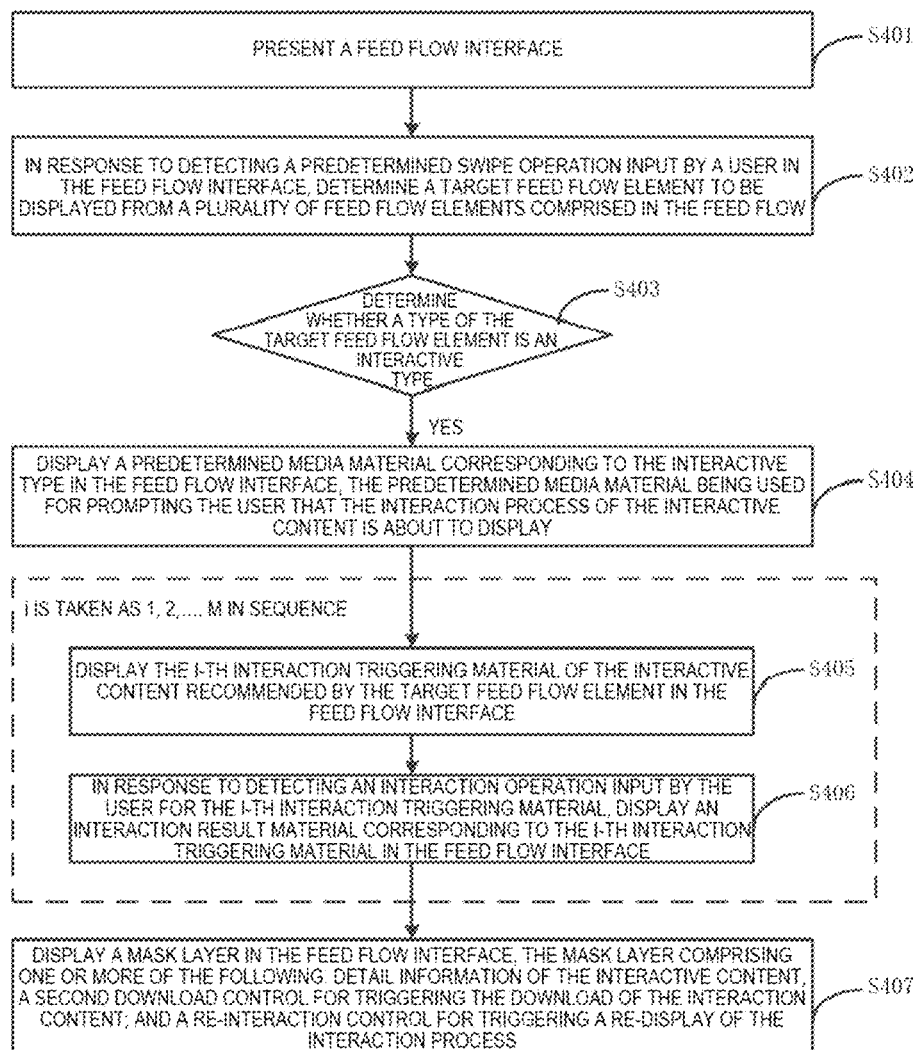 PRESENT A FEED FLOW INTERFACE
S401
IN RESPONSE TO DETECTING A PREDETERMINED SWIPE OPERATION INPUT BY A USER IN
THE FEED FLOW INTERFACE, DETERMINE A TARGET FEED FLOW ELEMENT TO BE
DISPLAYED FROM A PLURALITY OF FEED FLOW ELEMENTS COMPRISED IN THE FEED FLOW
S402
DETERMINE
WHETHER A TYPE OF THE
TARGET FEED FLOW ELEMENT IS AN
INTERACTIVE
TYPE
S403
YES
DISPLAY A PREDETERMINED MEDIA MATERIAL CORRESPONDING TO THE INTERACTIVE
TYPE IN THE FEED FLOW INTERFACE, THE PREDETERMINED MEDIA MATERIAL BEING USED
FOR PROMPTING THE USER THAT THE INTERACTION PROCESS OF THE INTERACTIVE
CONTENT IS ABOUT TO DISPLAY
S404
I IS TAKEN AS 1, 2,.... M IN SEQUENCE
DISPLAY THE I-TH INTERACTION TRIGGERING MATERIAL OF THE INTERACTIVE
CONTENT RECOMMENDED BY THE TARGET FEED FLOW ELEMENT IN THE
FEED FLOW INTERFACE
S405
IN RESPONSE TO DETECTING AN INTERACTION OPERATION INPUT BY THE
USER FOR THE I-TH INTERACTION TRIGGERING MATERIAL, DISPLAY AN
INTERACTION RESULT MATERIAL CORRESPONDING TO THE I-TH INTERACTION
TRIGGERING MATERIAL IN THE FEED FLOW INTERFACE
S406
DISPLAY A MASK LAYER IN THE FEED FLOW INTERFACE, THE MASK LAYER COMPRISING
ONE OR MORE OF THE FOLLOWING: DETAIL INFORMATION OF THE INTERACTIVE CONTENT,
A SECOND DOWNLOAD CONTROL FOR TRIGGERING THE DOWNLOAD OF THE INTERACTION
CONTENT; AND A RE-INTERACTION CONTROL FOR TRIGGERING A RE-DISPLAY OF THE
INTERACTION PROCESS
S407